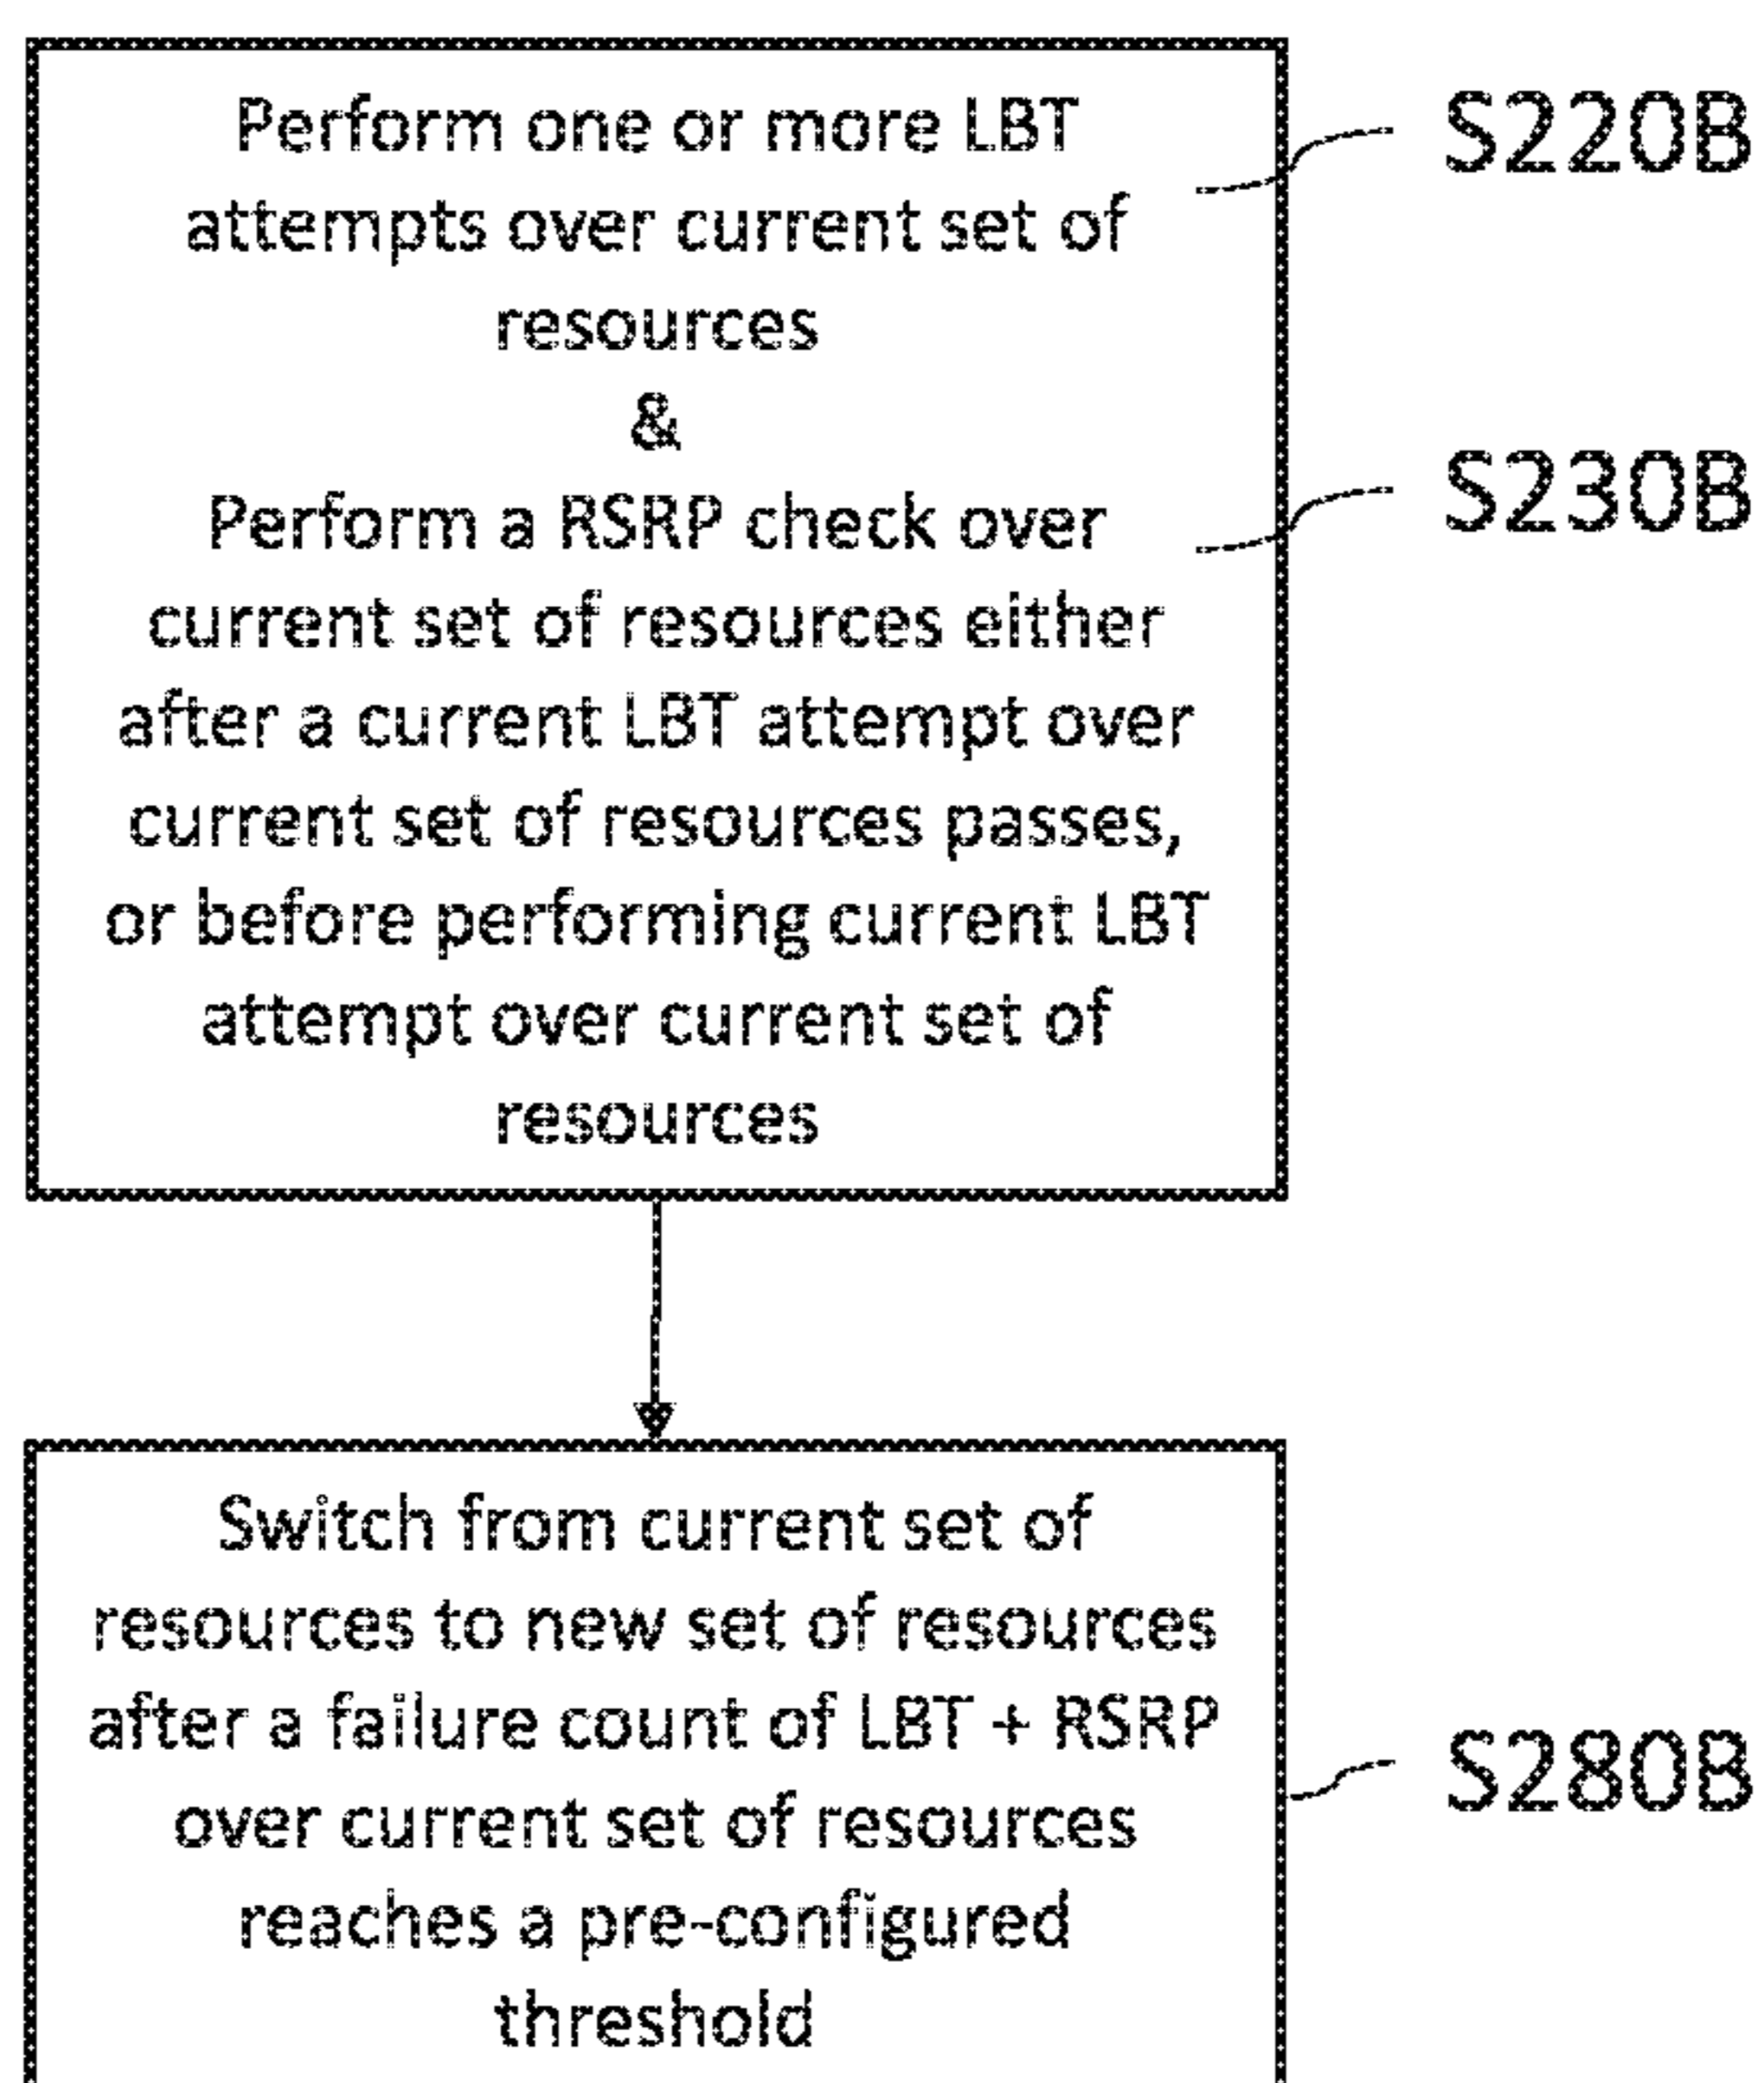 Perform one or more LBT
attempts over current set of
resources
&
Perform a RSRP check over
current set of resources either
after a current LBT attempt over
current set of resources passes,
or before performing current LBT
attempt over current set of
resources
S220B
S230B
Switch from current set of
resources to new set of resources
after a failure count of LBT + RSRP
over current set of resources
reaches a pre-configured
threshold
S280B